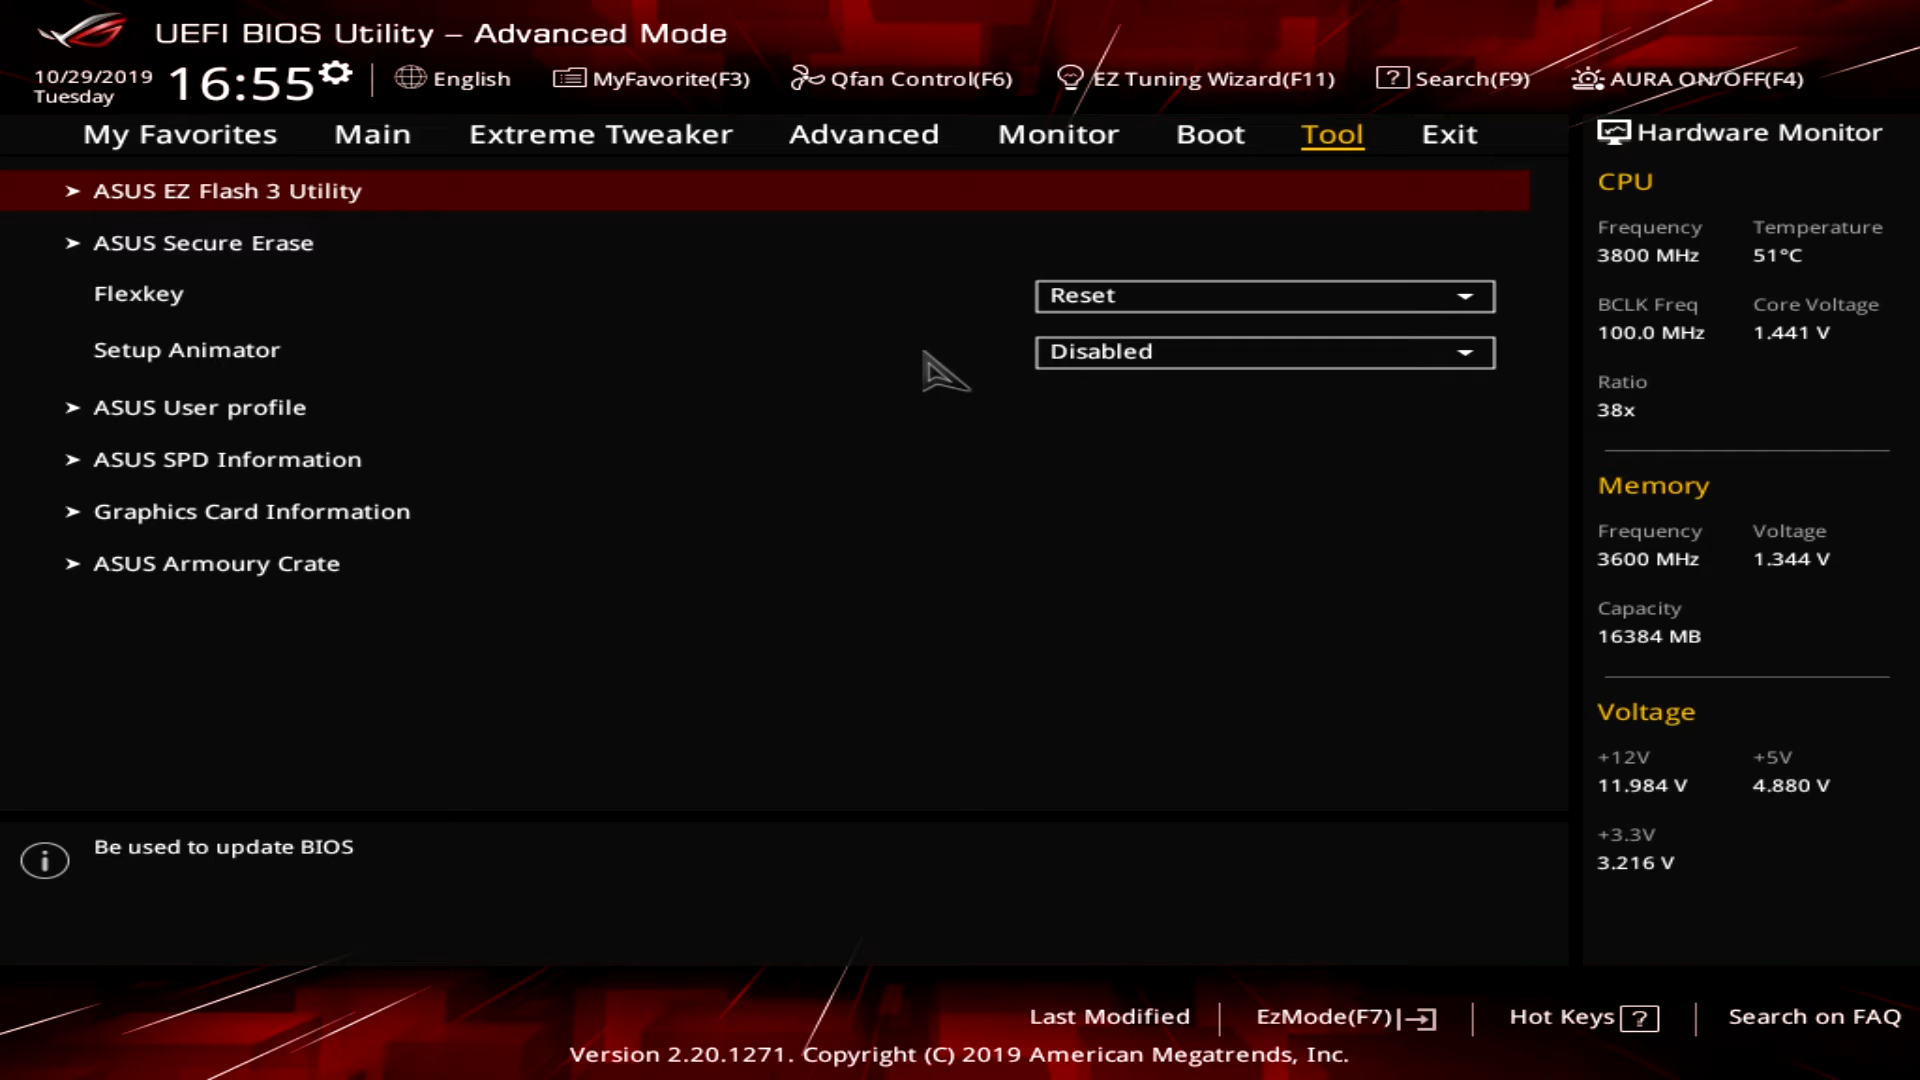 UEFI BIOS Utility – Advanced Mode
10/29/2019
Tuesday
16:55
English
MyFavorite(F3)
Qfan Control(F6)
EZ Tuning Wizard(F11)
? Search(F9)
AURA ON/OFF(F4)
My Favorites
Main
Extreme Tweaker
Advanced
Monitor
Boot
Tool
Exit
Hardware Monitor
ASUS EZ Flash 3 Utility
ASUS Secure Erase
Flexkey Reset
Setup Animator Disabled
ASUS User profile
ASUS SPD Information
Graphics Card Information
ASUS Armoury Crate
CPU
Frequency Temperature
3800 MHz 51°C
BCLK Freq Core Voltage
100.0 MHz 1.441 V
Ratio
38x
Memory
Frequency Voltage
3600 MHz 1.344 V
Capacity
16384 MB
Voltage
+12V +5V
11.984 V 4.880 V
+3.3V
3.216 V
i Be used to update BIOS
Last Modified
EzMode(F7)
Hot Keys ?
Search on FAQ
Version 2.20.1271. Copyright (C) 2019 American Megatrends, Inc.